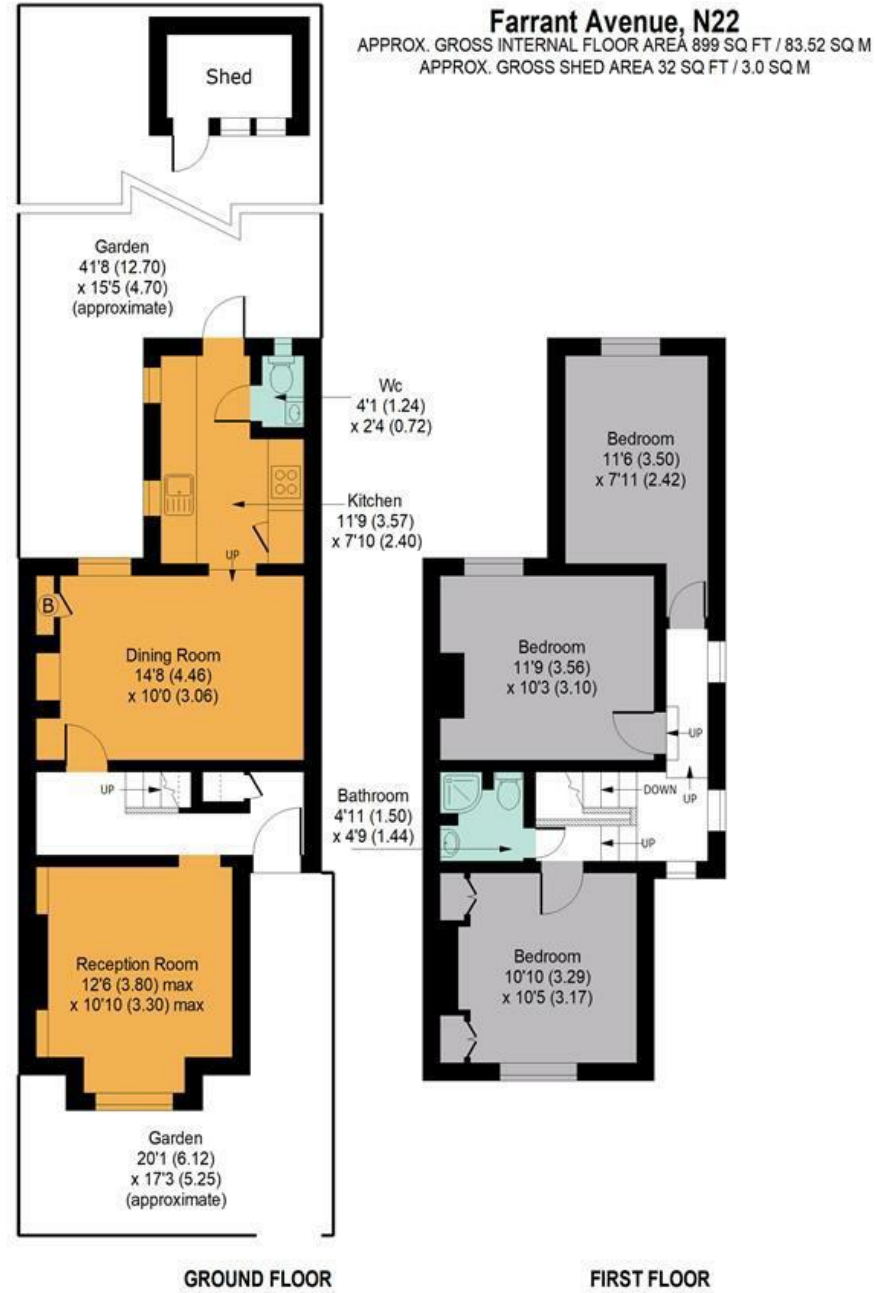 Farrant Avenue, N22
APPROX. GROSS INTERNAL FLOOR AREA 899 SQ FT / 83.52 SQ M
APPROX. GROSS SHED AREA 32 SQ FT / 3.0 SQ M
Shed
Garden
41'8 (12.70)
x 15'5 (4.70)
(approximate)
Wc
4'1 (1.24)
x 2'4 (0.72)
Kitchen
11'9 (3.57)
x 7'10 (2.40)
UP
B
Dining Room
14'8 (4.46)
x 10'0 (3.06)
UP
Reception Room
12'6 (3.80) max
x 10'10 (3.30) max
Garden
20'1 (6.12)
x 17'3 (5.25)
(approximate)
GROUND FLOOR
Bedroom
11'6 (3.50)
x 7'11 (2.42)
Bedroom
11'9 (3.56)
x 10'3 (3.10)
UP
UP
DOWN
UP
Bathroom
4'11 (1.50)
x 4'9 (1.44)
Bedroom
10'10 (3.29)
x 10'5 (3.17)
FIRST FLOOR